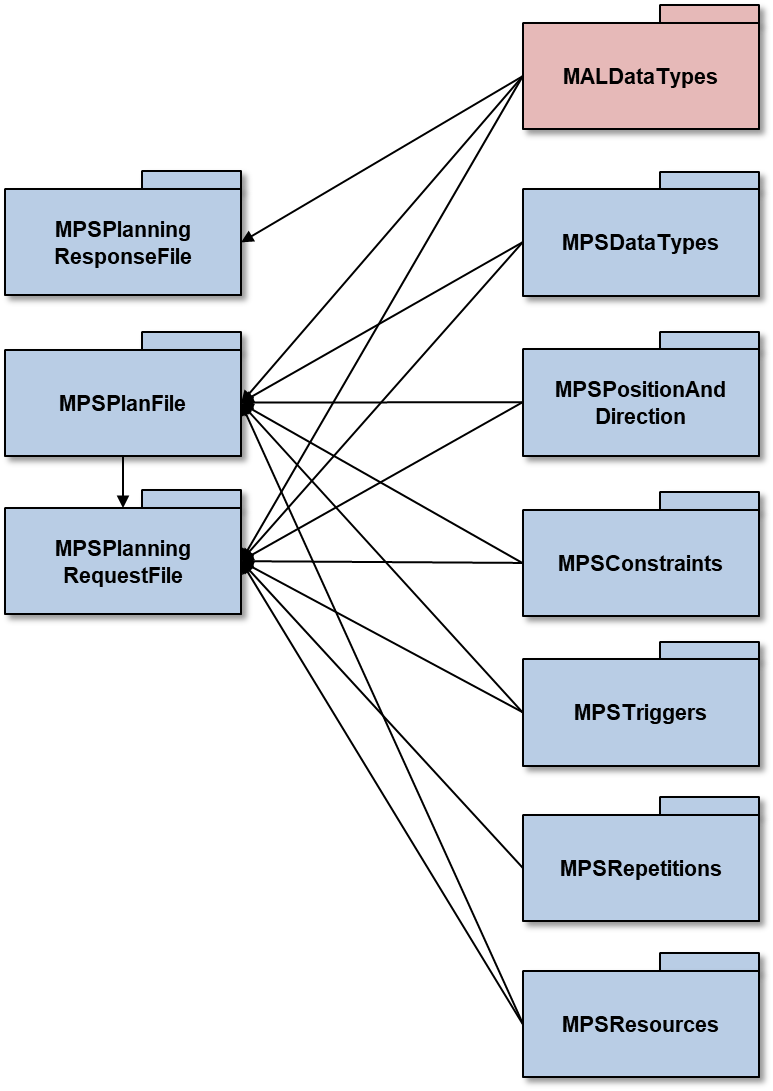 MALDataTypes
MPSPlanning
ResponseFile
MPSDataTypes
MPSPlanFile
MPSPositionAnd
Direction
MPSPlanning
RequestFile
MPSConstraints
MPSTriggers
MPSRepetitions
MPSResources